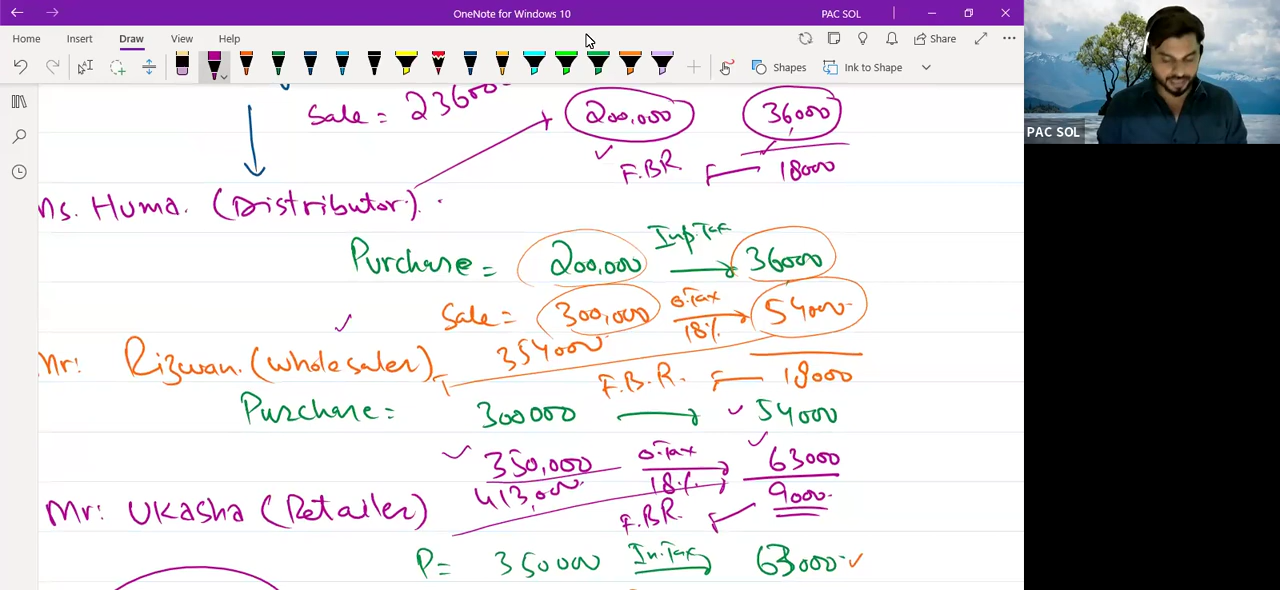 OneNote for Windows 10
PAC SOL
Home Insert Draw View Help
Share
Shapes
Ink to Shape
PAC SOL
Sale = 236000
200,000 36000
F.B.R 18000
Ms. Huma. (Distributor).
Inp.Tax
Purchase = 200,000 36000
Sale = 300,000 o.Tax 54000
18%
354000
Mr: Rizwan. (Wholesaler)
F.B.R. 18000
Purchase = 300000 54000
350,000 o.Tax 63000
413,000 18% 9000
Mr: UKasha (Retailer)
F.B.R
P= 350000 In.Tax 63000